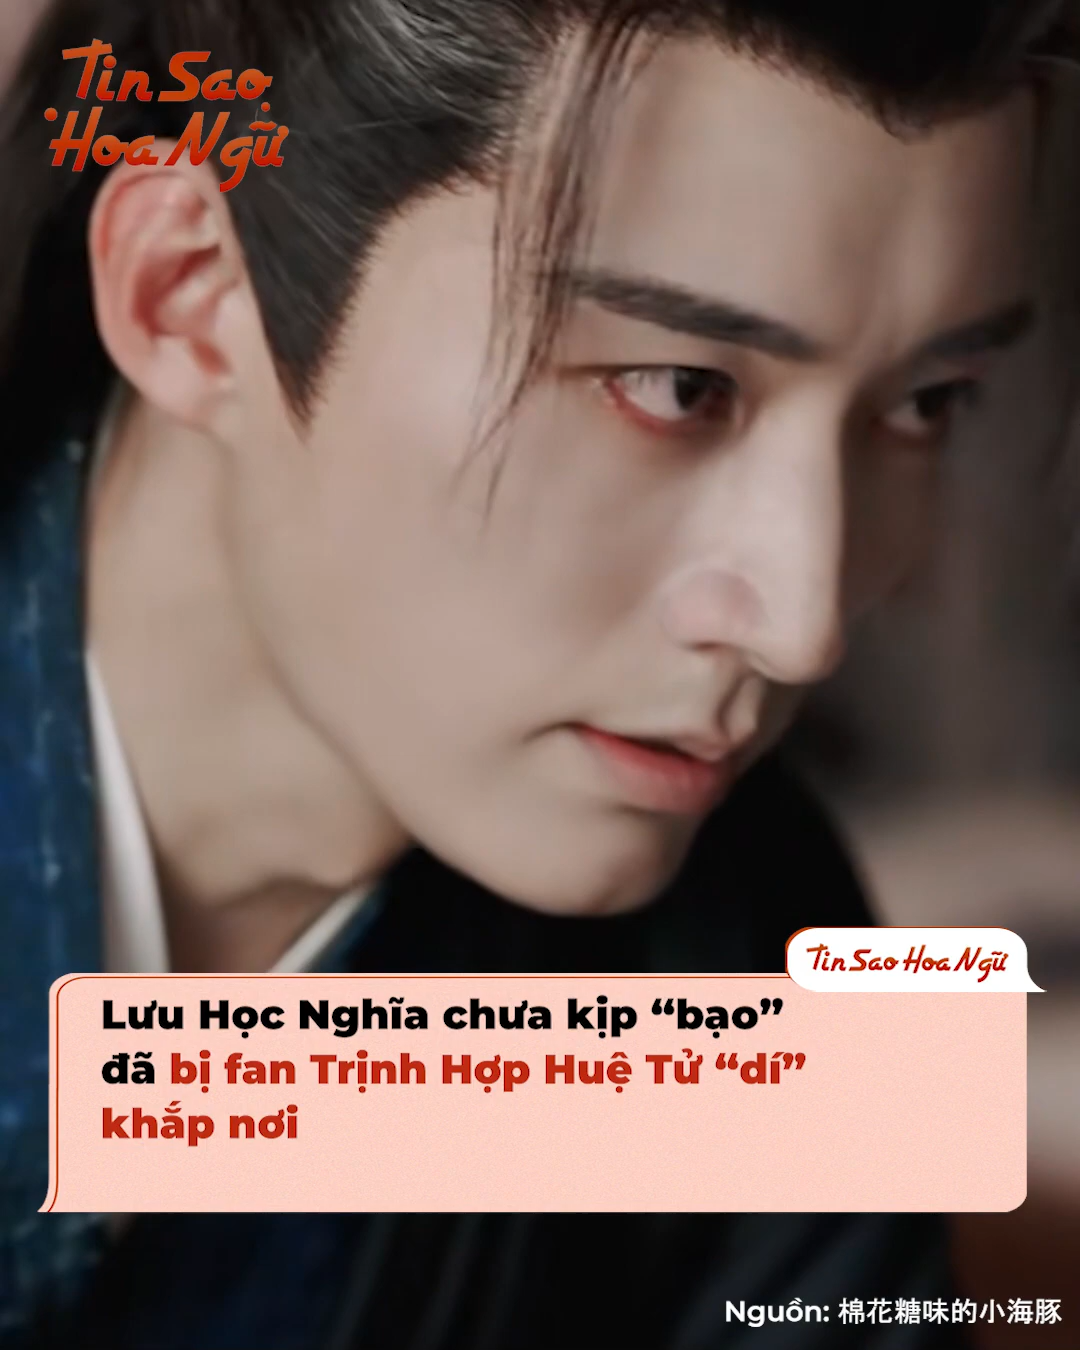 Tin Sao
Hoa Ngữ
Tin Sao Hoa Ngữ
Lưu Học Nghĩa chưa kịp “bạo”
đã bị fan Trịnh Hợp Huệ Tử “dí”
khắp nơi
Nguồn: 棉花糖味的小海豚